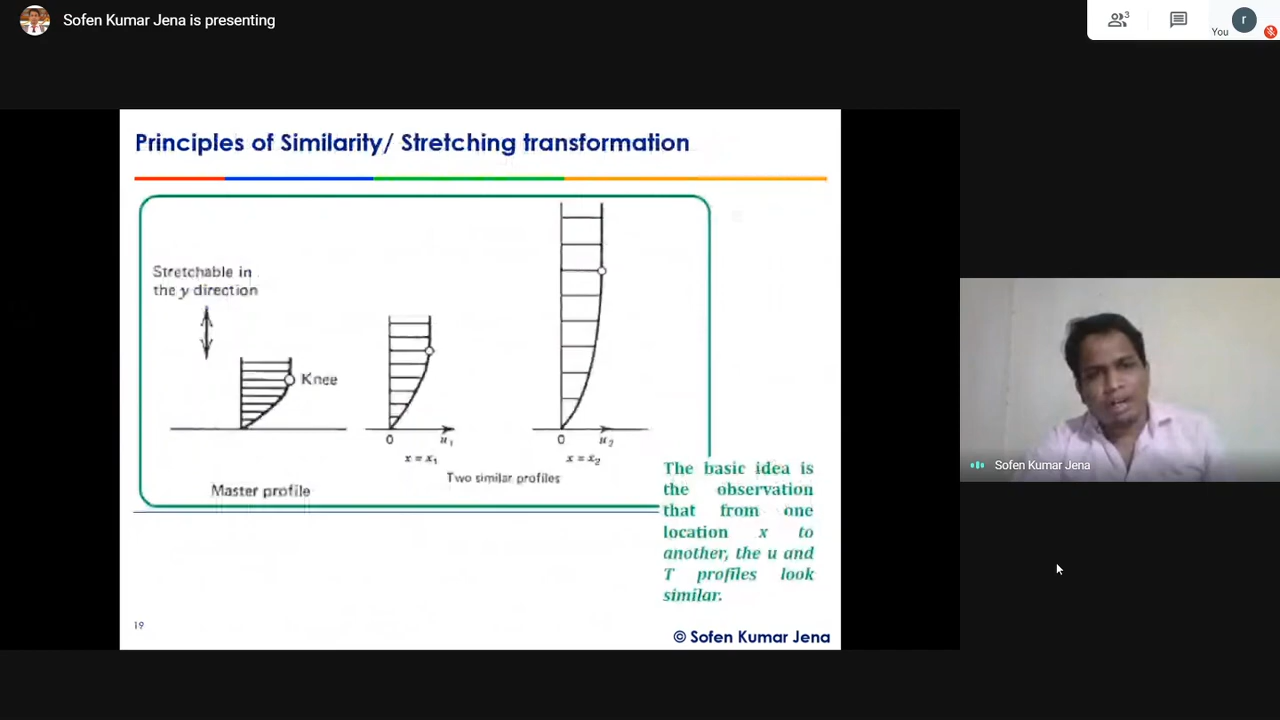 Sofen Kumar Jena is presenting
3
You
r
Principles of Similarity/ Stretching transformation
Stretchable in
the y direction
Knee
0
u₁
x = x₁
0
u₂
x = x₂
Two similar profiles
Master profile
The basic idea is
the observation
that from one
location x to
another, the u and
T profiles look
similar.
Sofen Kumar Jena
19
© Sofen Kumar Jena